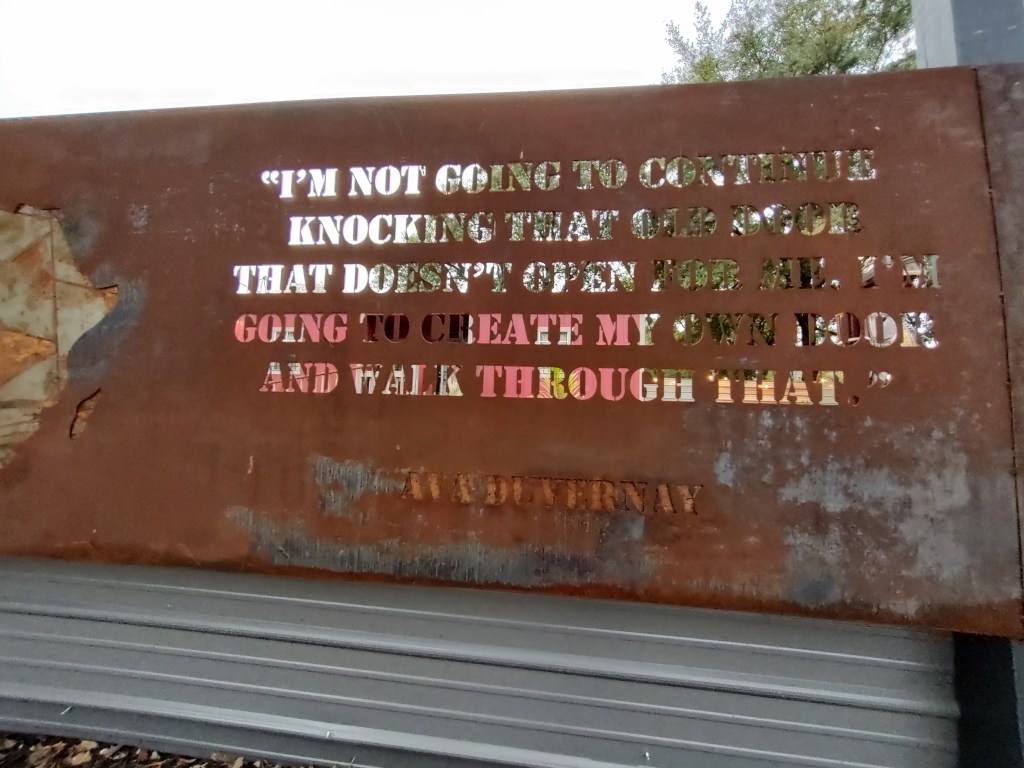 “I’M NOT GOING TO CONTINUE
KNOCKING THAT OLD DOOR
THAT DOESN’T OPEN FOR ME. I’M
GOING TO CREATE MY OWN DOOR
AND WALK THROUGH THAT.”
AVA DUVERNAY